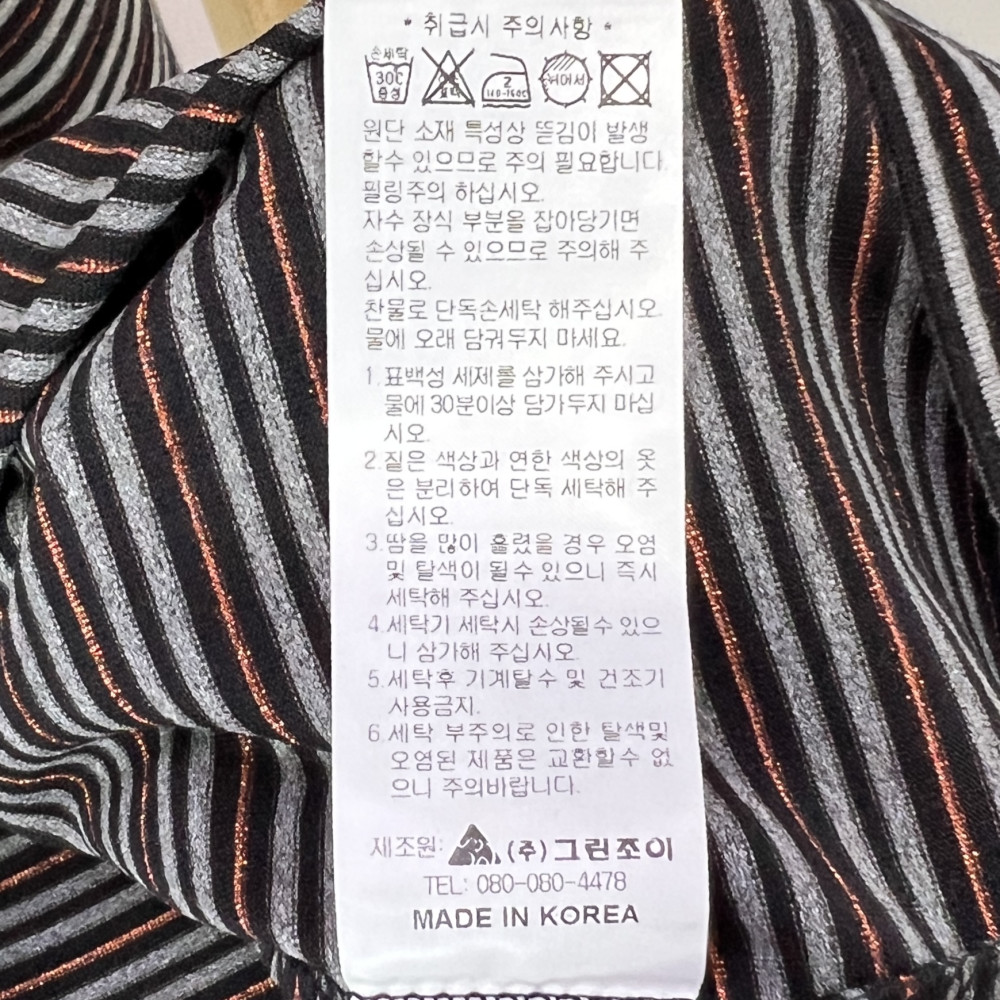 * 취급시 주의사항 *
손세탁
30℃
중성
염소표백
2
140-160℃
뉘어서
원단 소재 특성상 뜯김이 발생
할수 있으므로 주의 필요합니다.
필링주의 하십시오.
자수 장식 부분을 잡아당기면
손상될 수 있으므로 주의해 주
십시오.
찬물로 단독손세탁 해주십시오.
물에 오래 담궈두지 마세요.
1.표백성 세제를 삼가해 주시고
물에 30분이상 담가두지 마십
시오.
2.짙은 색상과 연한 색상의 옷
은 분리하여 단독 세탁해 주
십시오.
3.땀을 많이 흘렸을 경우 오염
및 탈색이 될수 있으니 즉시
세탁해 주십시오.
4.세탁기 세탁시 손상될수 있으
니 삼가해 주십시오
5.세탁후 기계탈수 및 건조기
사용금지.
6.세탁 부주의로 인한 탈색및
오염된 제품은 교환할수 없
으니 주의바랍니다.
제조원: (주)그린조이
TEL: 080-080-4478
MADE IN KOREA